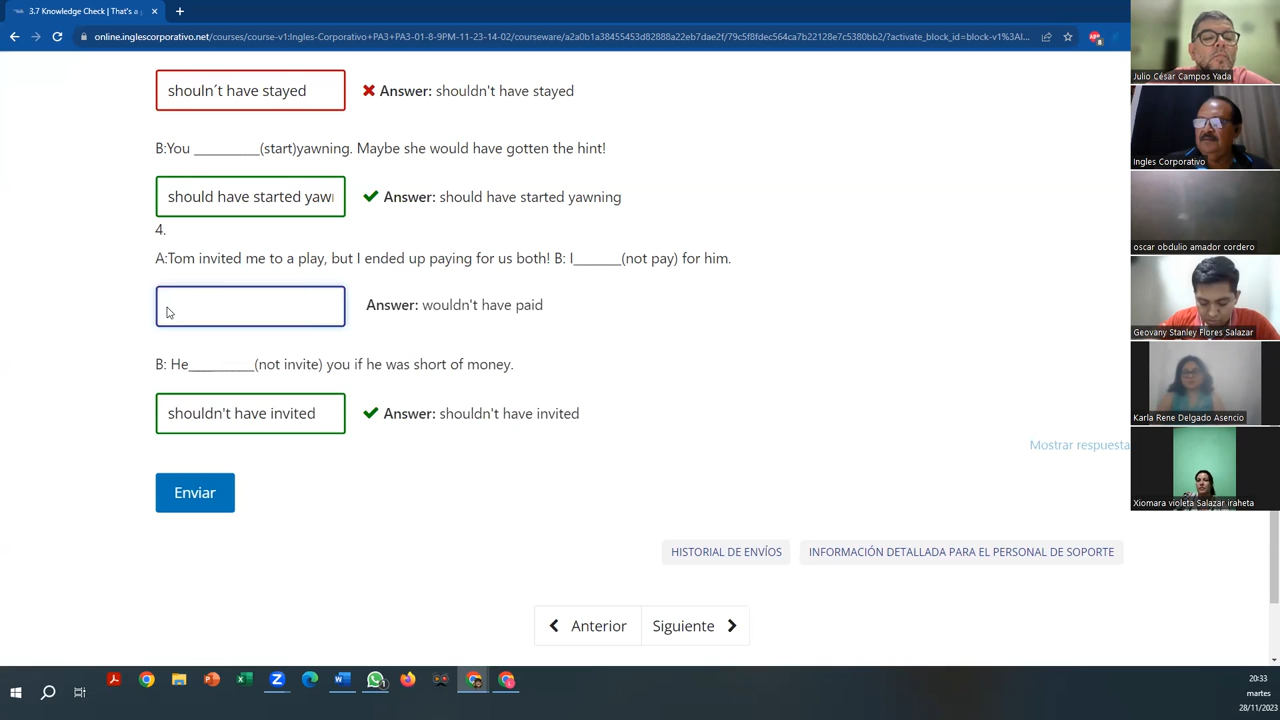 3.7 Knowledge Check | That's a
online.inglescorporativo.net/courses/course-v1:Ingles-Corporativo+PA3+PA3-01-8-9PM-11-23-14-02/courseware/a2a0b1a38455453d82888a22eb7dae2f/79c5f8fdec564ca7b22128e7c5380bb2/?activate_block_id=block-v1%3AI...
shouln´t have stayed
Answer: shouldn't have stayed
B:You __________(start)yawning. Maybe she would have gotten the hint!
should have started yawn
Answer: should have started yawning
4.
A:Tom invited me to a play, but I ended up paying for us both! B: I_______(not pay) for him.
Answer: wouldn't have paid
B: He__________(not invite) you if he was short of money.
shouldn't have invited
Answer: shouldn't have invited
Mostrar respuesta
Enviar
HISTORIAL DE ENVÍOS
INFORMACIÓN DETALLADA PARA EL PERSONAL DE SOPORTE
Anterior
Siguiente
Julio César Campos Yada
Ingles Corporativo
oscar obdulio amador cordero
Geovany Stanley Flores Salazar
Karla Rene Delgado Asencio
Xiomara violeta Salazar iraheta
20:33
martes
28/11/2023